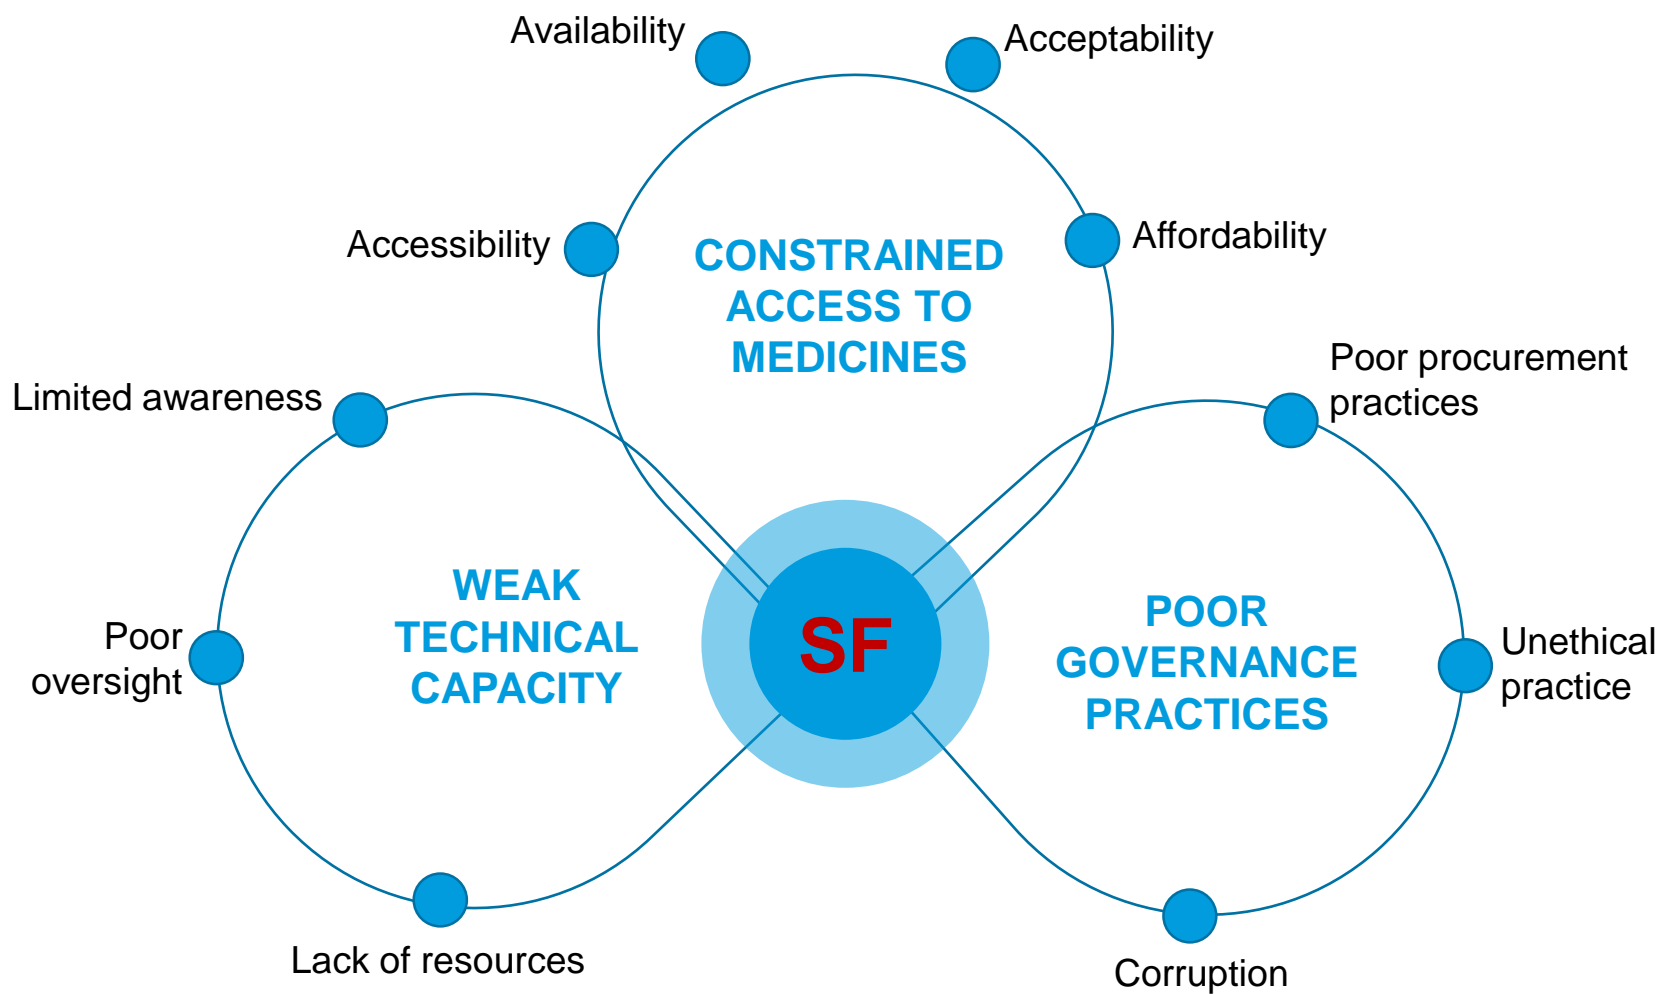 Availability
Acceptability
Accessibility
CONSTRAINED
ACCESS TO
MEDICINES
Affordability
Limited awareness
Poor procurement
practices
WEAK
TECHNICAL
CAPACITY
SF
POOR
GOVERNANCE
PRACTICES
Poor
oversight
Unethical
practice
Lack of resources
Corruption